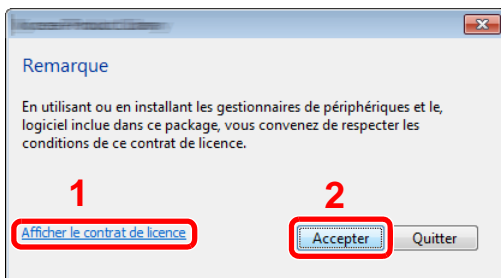 Remarque
En utilisant ou en installant les gestionnaires de périphériques et le,
logiciel inclue dans ce package, vous convenez de respecter les
conditions de ce contrat de licence.
1
2
Afficher le contrat de licence
Accepter
Quitter